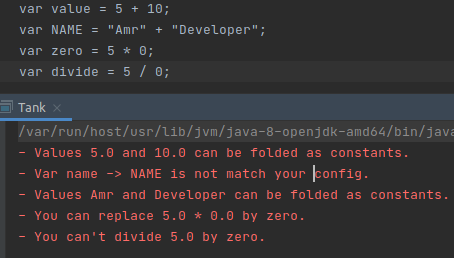 var value = 5 + 10;
var NAME = "Amr" + "Developer";
var zero = 5 * 0;
var divide = 5 / 0;
Tank ×
/var/run/host/usr/lib/jvm/java-8-openjdk-amd64/bin/java
- Values 5.0 and 10.0 can be folded as constants.
- Var name -> NAME is not match your config.
- Values Amr and Developer can be folded as constants.
- You can replace 5.0 * 0.0 by zero.
- You can't divide 5.0 by zero.